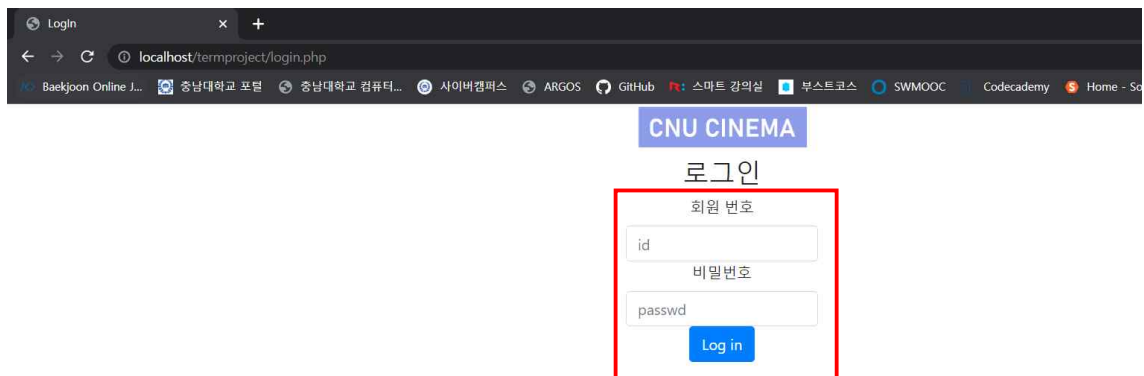 LogIn
localhost/termproject/login.php
Baekjoon Online J... 충남대학교 포털 충남대학교 컴퓨터... 사이버캠퍼스 ARGOS GitHub 스마트 강의실 부스트코스 SWMOOC Codecademy Home - So
CNU CINEMA
로그인
회원 번호
id
비밀번호
passwd
Log in